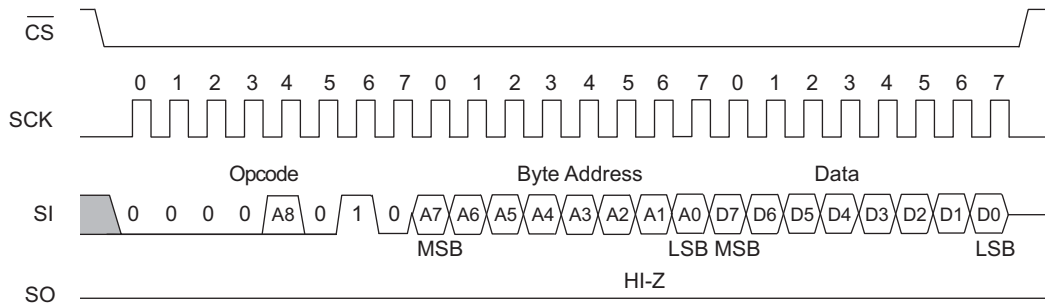 CS
0 1 2 3 4 5 6 7 0 1 2 3 4 5 6 7 0 1 2 3 4 5 6 7
SCK
Opcode Byte Address Data
SI 0 0 0 0 A8 0 1 0 A7 A6 A5 A4 A3 A2 A1 A0 D7 D6 D5 D4 D3 D2 D1 D0
MSB LSB MSB LSB
HI-Z
SO